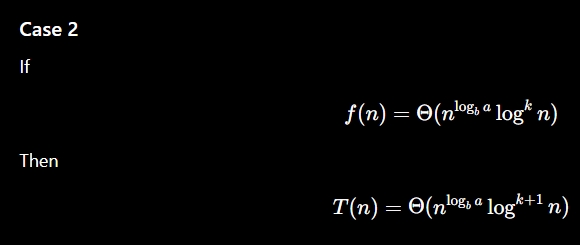 Case 2
If
f(n) = Θ(n^{log_b a} log^k n)
Then
T(n) = Θ(n^{log_b a} log^{k+1} n)